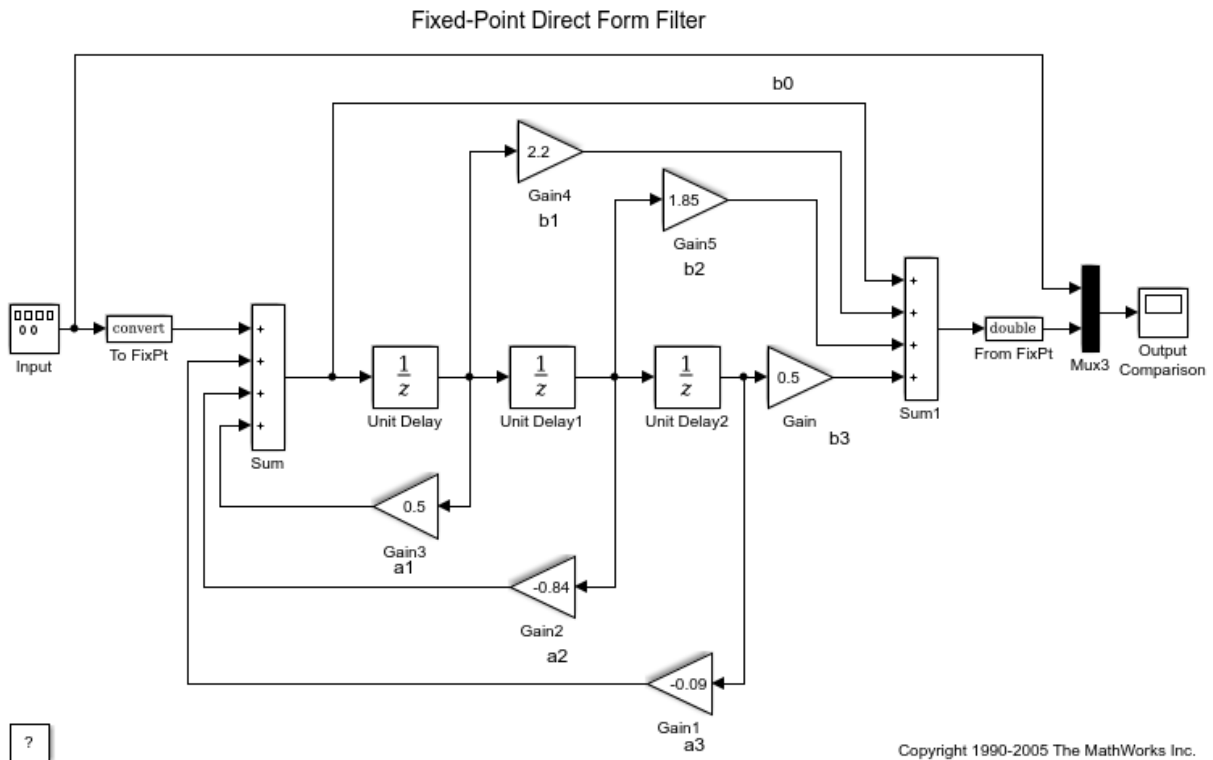 Fixed-Point Direct Form Filter
b0
2.2
Gain4
b1
1.85
Gain5
b2
0 0
Input
convert
To FixPt
+
+
+
+
Sum
1
z
Unit Delay
1
z
Unit Delay1
1
z
Unit Delay2
0.5
Gain
b3
+
+
+
+
Sum1
double
From FixPt
Mux3
Output
Comparison
0.5
Gain3
a1
-0.84
Gain2
a2
-0.09
Gain1
a3
?
Copyright 1990-2005 The MathWorks Inc.